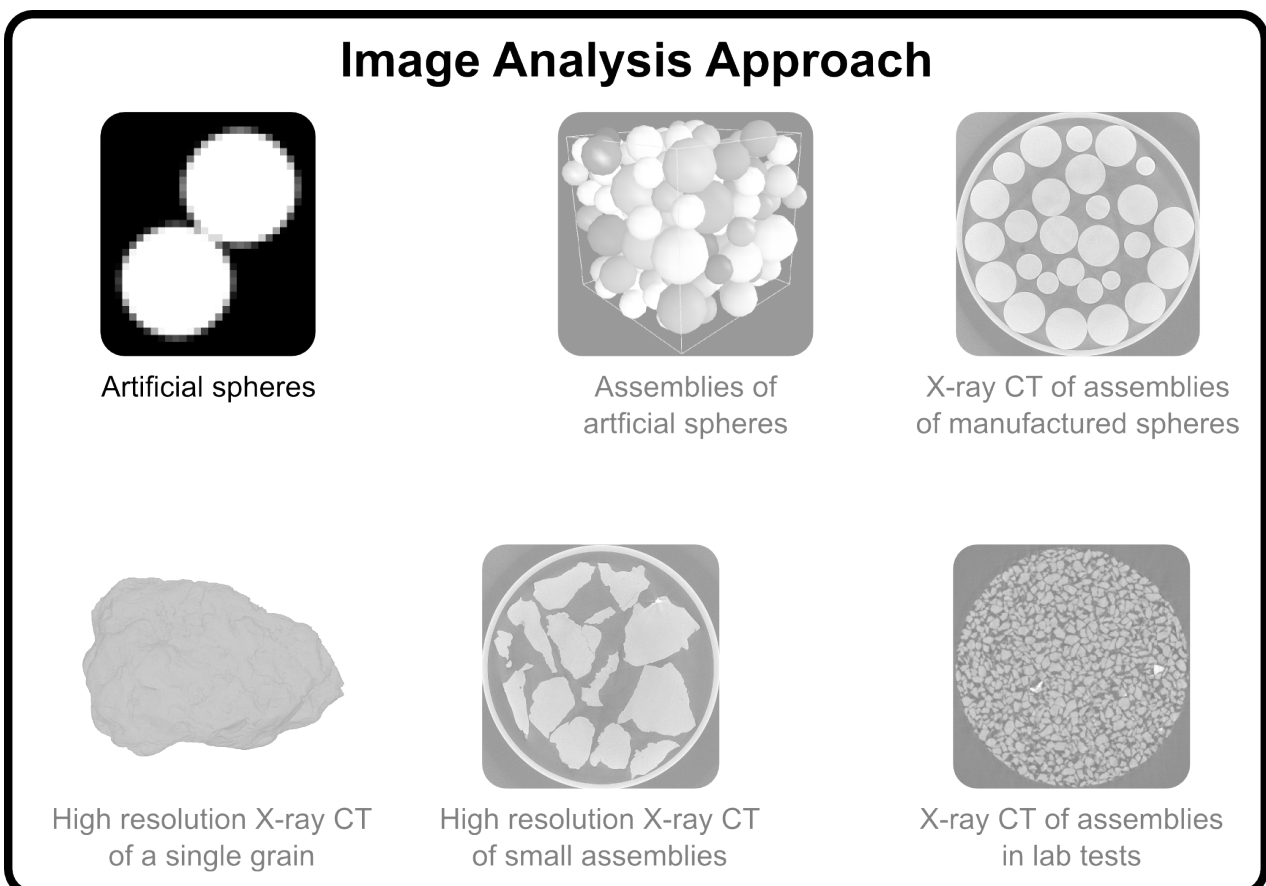 Image Analysis Approach
Artificial spheres
Assemblies of
artficial spheres
X-ray CT of assemblies
of manufactured spheres
High resolution X-ray CT
of a single grain
High resolution X-ray CT
of small assemblies
X-ray CT of assemblies
in lab tests